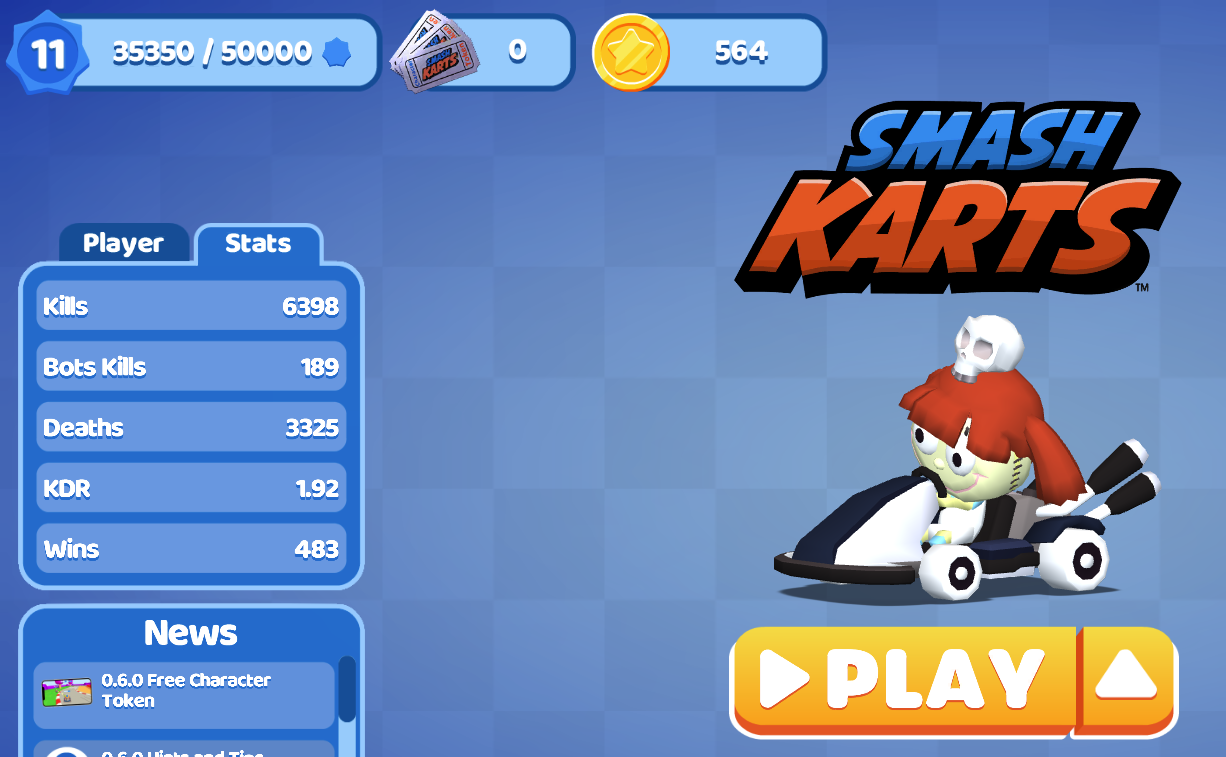 11
35350 / 50000
0
564
SMASH
KARTS
SMASH
KARTS
TM
Player
Stats
Kills
6398
Bots Kills
189
Deaths
3325
KDR
1.92
Wins
483
News
0.6.0 Free Character
Token
PLAY